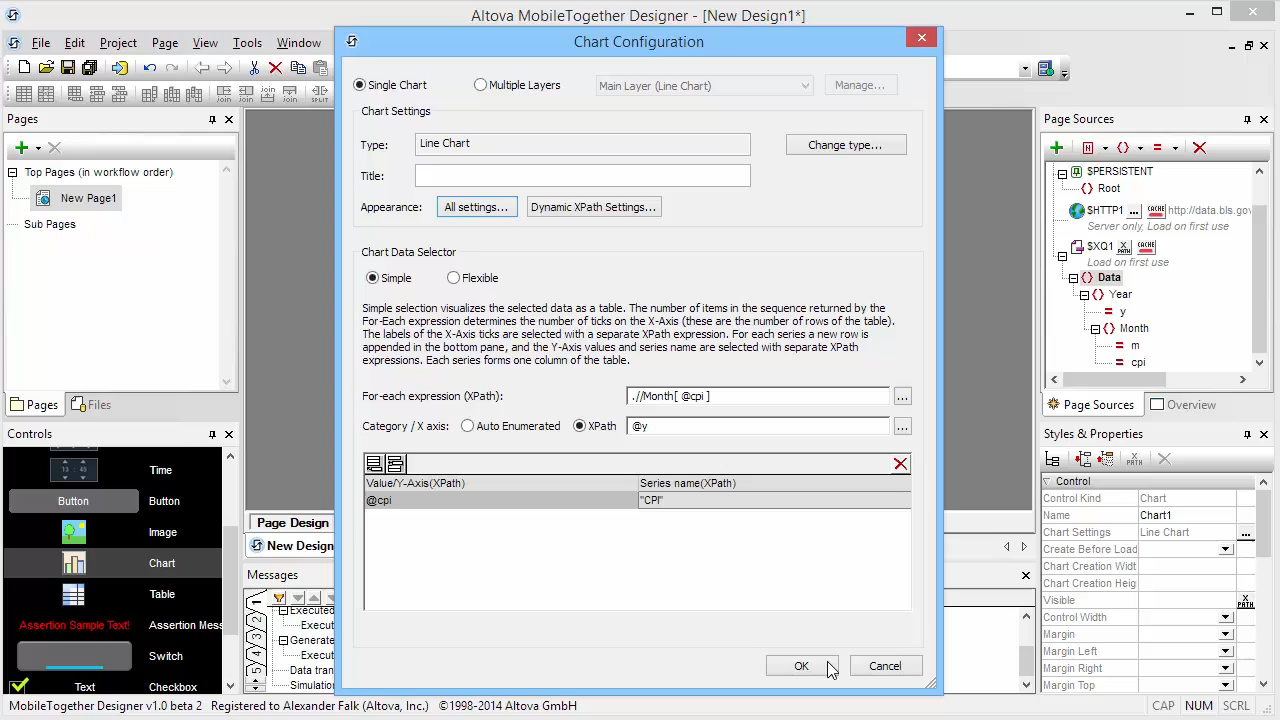 Altova MobileTogether Designer - [New Design1*]
File Edit Project Page View Tools Window
Pages
Top Pages (in workflow order)
New Page1
Sub Pages
Pages Files
Controls
13 : 45 Time
Button Button
Image
Chart
Table
Assertion Sample Text! Assertion Mess
Switch
Text Checkbox
Chart Configuration
Single Chart Multiple Layers Main Layer (Line Chart) Manage...
Chart Settings
Type: Line Chart Change type...
Title:
Appearance: All settings... Dynamic XPath Settings...
Chart Data Selector
Simple Flexible
Simple selection visualizes the selected data as a table. The number of items in the sequence returned by the
For-Each expression determines the number of ticks on the X-Axis (these are the number of rows of the table).
The labels of the X-Axis ticks are selected with a separate XPath expression. For each series a new row is
appended in the bottom pane, and the Y-Axis values and series name are selected with separate XPath
expressions. Each series forms one column of the table.
For-each expression (XPath): .//Month[ @cpi ] ...
Category / X axis: Auto Enumerated XPath @y ...
Value/Y-Axis(XPath) Series name(XPath)
@cpi "CPI"
OK Cancel
Page Design
New Design
Messages
1
2
3
4
5
Executed
Execut
Generate
Execut
Data tran
Simulation
Page Sources
$PERSISTENT
Root
$HTTP1 ... CACHE http://data.bls.gov
Server only, Load on first use
$XQ1 XPATH CACHE
Load on first use
Data
Year
y
Month
m
cpi
Page Sources Overview
Styles & Properties
Control
Control Kind Chart
Name Chart1
Chart Settings Line Chart ...
Create Before Load
Chart Creation Widt
Chart Creation Heig
Visible XPATH
Control Width
Margin
Margin Left
Margin Right
Margin Top
MobileTogether Designer v1.0 beta 2 Registered to Alexander Falk (Altova, Inc.) ©1998-2014 Altova GmbH CAP NUM SCRL